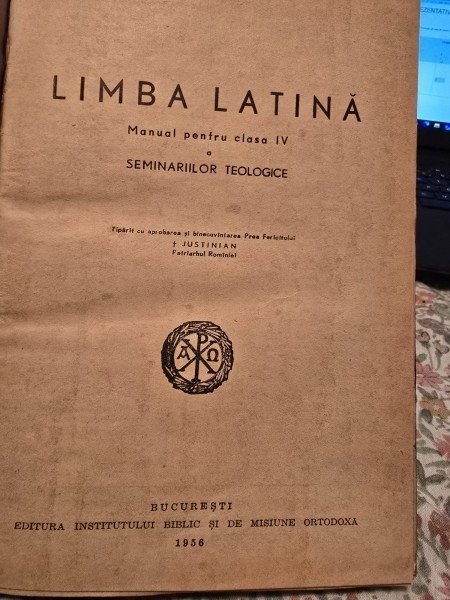 LIMBA LATINĂ
Manual pentru clasa IV
a
SEMINARIILOR TEOLOGICE
Tipărit cu aprobarea și binecuvîntarea Prea Fericitului
† JUSTINIAN
Patriarhul Romîniei
A P Ω
BUCUREȘTI
EDITURA INSTITUTULUI BIBLIC ȘI DE MISIUNE ORTODOXA
1956